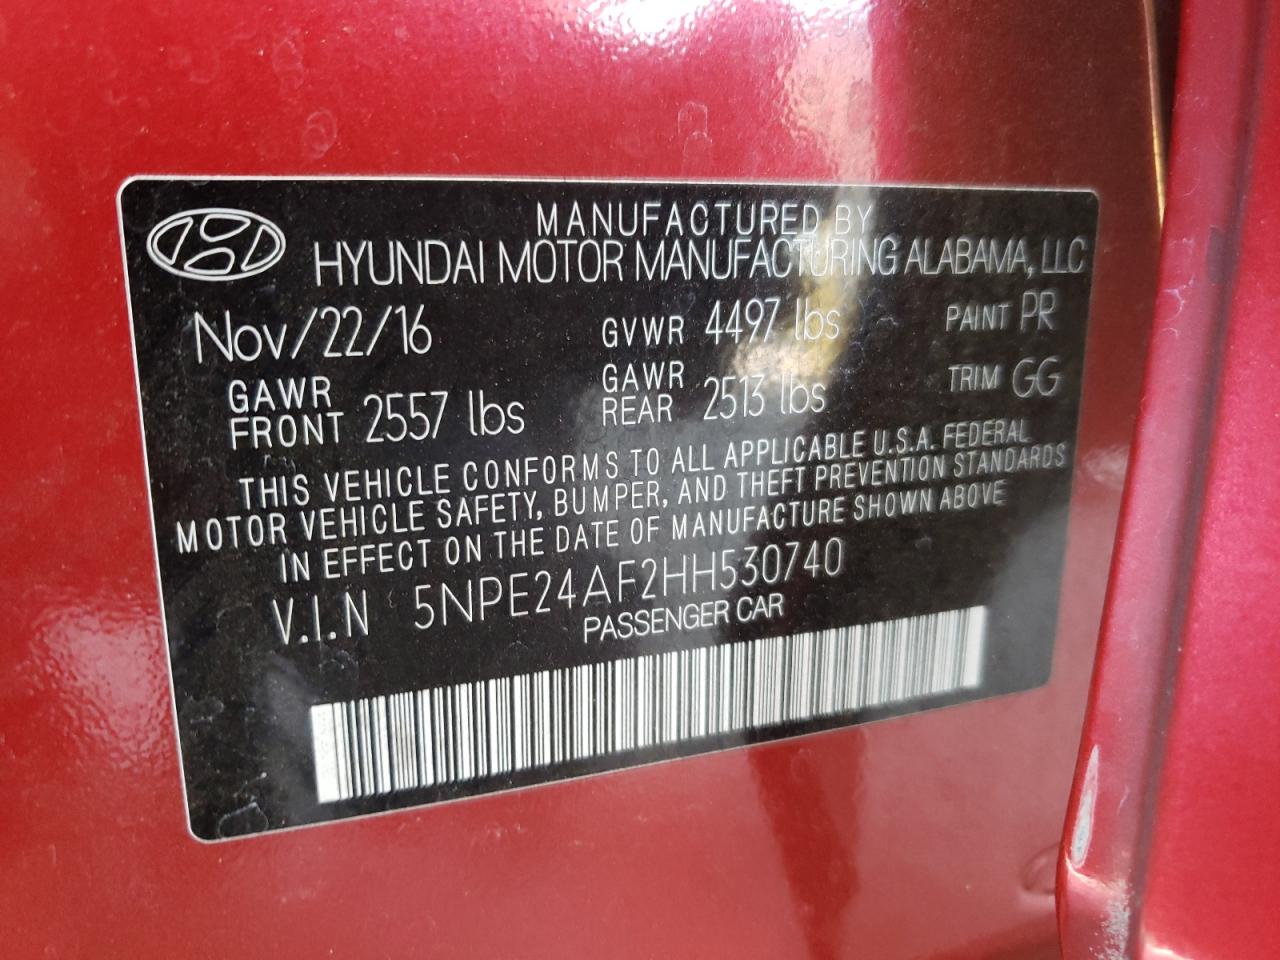 MANUFACTURED BY
HYUNDAI MOTOR MANUFACTURING ALABAMA, LLC
Nov/22/16 GVWR 4497 lbs PAINT PR
GAWR FRONT 2557 lbs GAWR REAR 2513 lbs TRIM GG
THIS VEHICLE CONFORMS TO ALL APPLICABLE U.S.A. FEDERAL
MOTOR VEHICLE SAFETY, BUMPER, AND THEFT PREVENTION STANDARDS
IN EFFECT ON THE DATE OF MANUFACTURE SHOWN ABOVE
V.I.N 5NPE24AF2HH530740
PASSENGER CAR